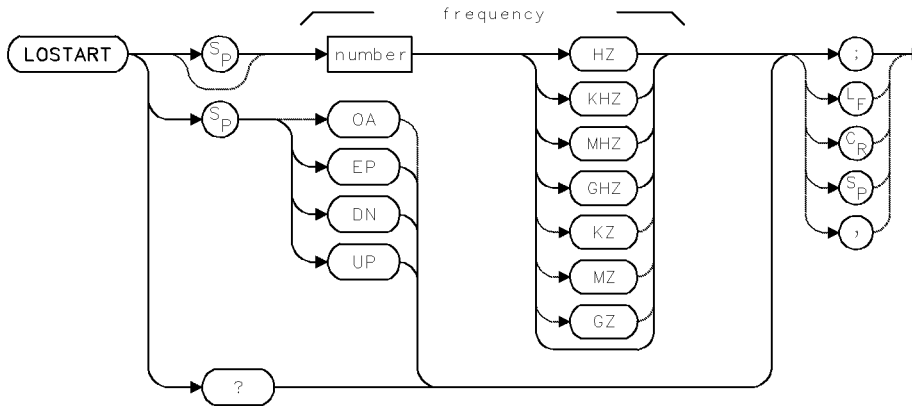 frequency
LOSTART
SP
number
HZ
;
KHZ
LF
SP
OA
MHZ
CR
EP
GHZ
SP
DN
KZ
,
UP
MZ
GZ
?